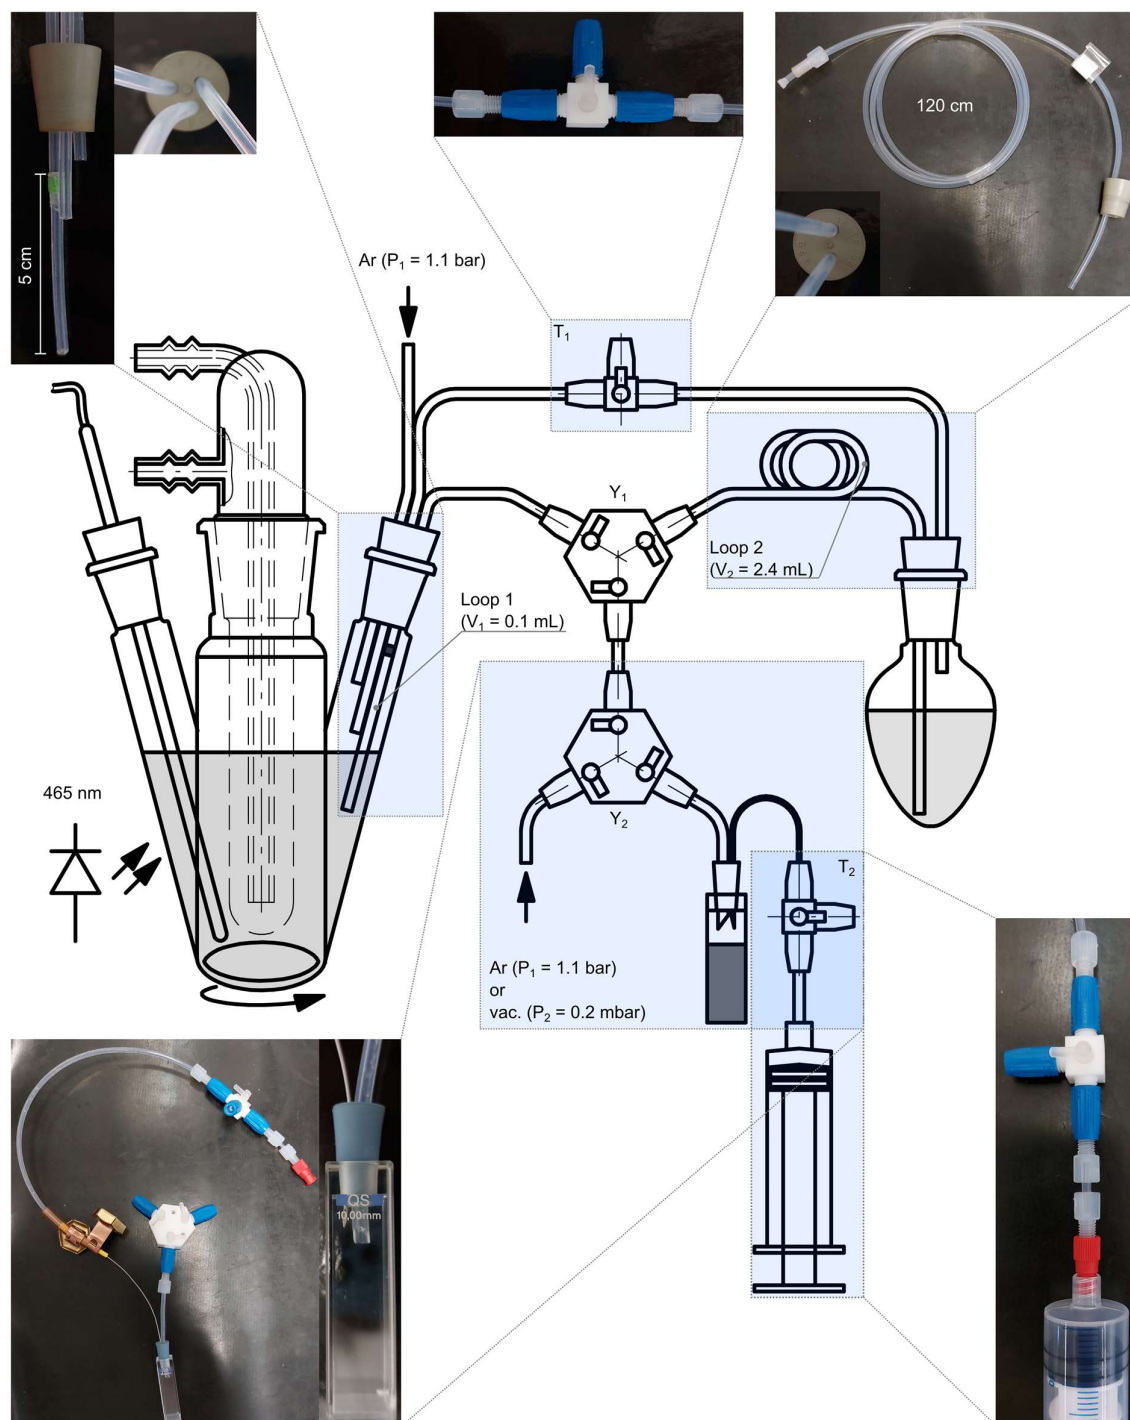 120 cm
5 cm
Ar (P₁ = 1.1 bar)
T₁
Y₁
Loop 2
(V₂ = 2.4 mL)
Loop 1
(V₁ = 0.1 mL)
465 nm
Y₂
T₂
Ar (P₁ = 1.1 bar)
or
vac. (P₂ = 0.2 mbar)
QS
10,00mm